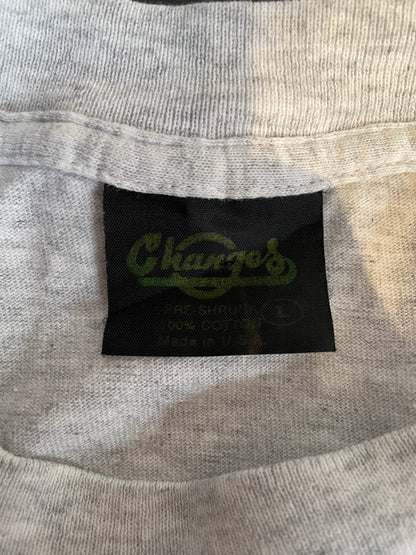 Changes
PRE-SHRUNK L
100% COTTON
Made in U.S.A.